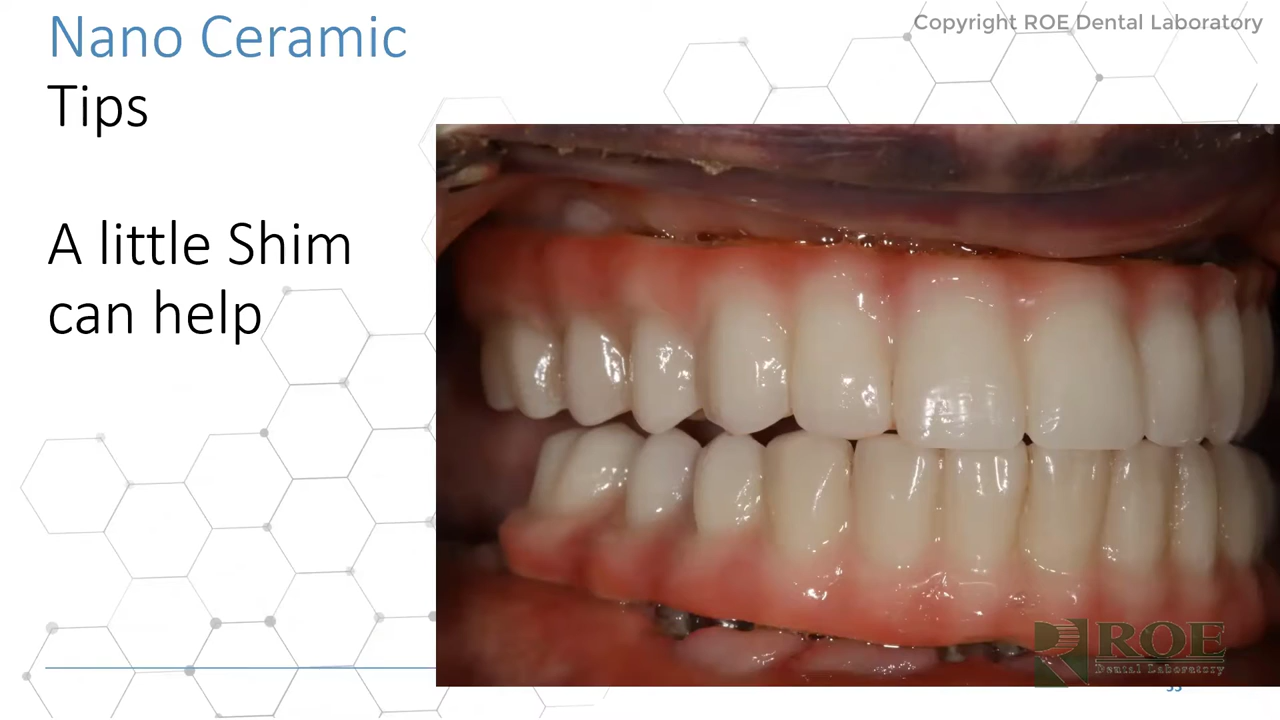 Nano Ceramic
Copyright ROE Dental Laboratory
Tips
A little Shim
can help
ROE
Dental Laboratory